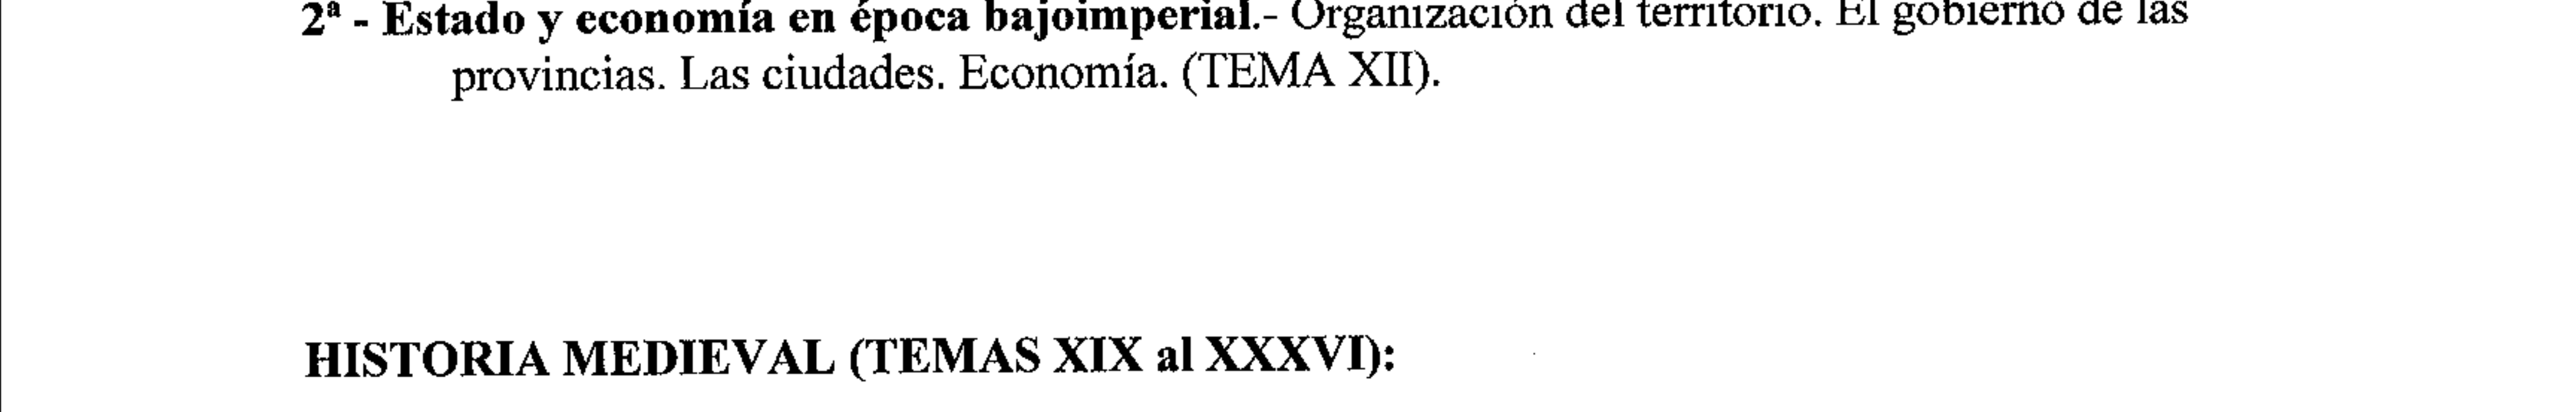 2ª - Estado y economía en época bajoimperial.- Organización del territorio. El gobierno de las
provincias. Las ciudades. Economía. (TEMA XII).
HISTORIA MEDIEVAL (TEMAS XIX al XXXVI):